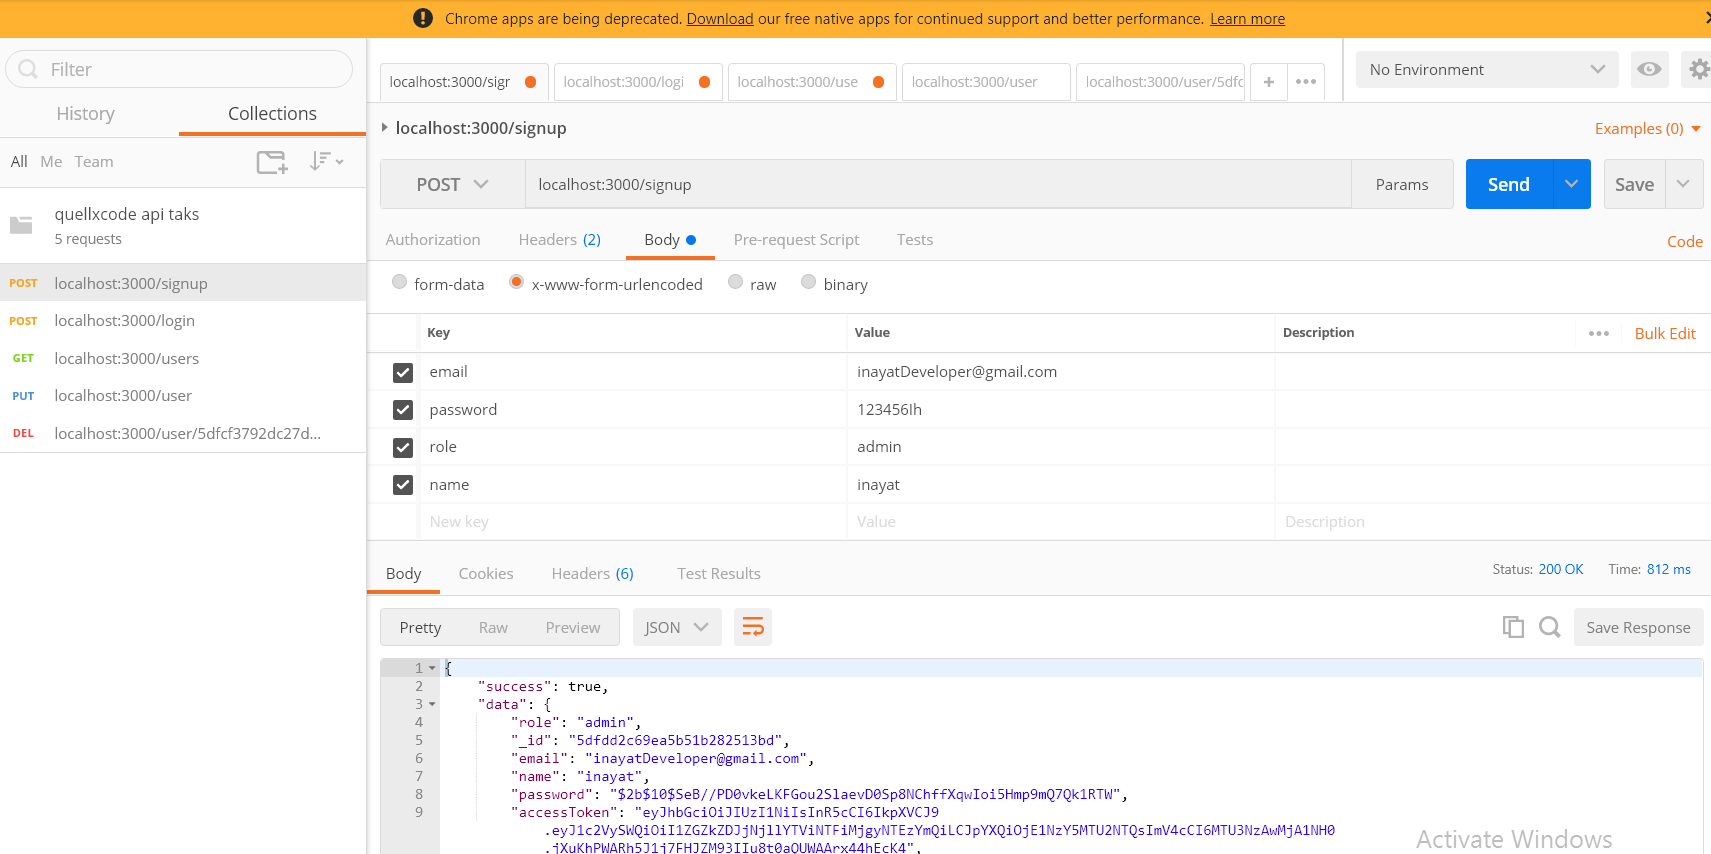 Chrome apps are being deprecated. Download our free native apps for continued support and better performance. Learn more
Filter
History
Collections
All Me Team
quellxcode api taks
5 requests
POST localhost:3000/signup
POST localhost:3000/login
GET localhost:3000/users
PUT localhost:3000/user
DEL localhost:3000/user/5dfcf3792dc27d...
localhost:3000/sigr
localhost:3000/logi
localhost:3000/use
localhost:3000/user
localhost:3000/user/5dfc
No Environment
localhost:3000/signup
Examples (0)
POST
localhost:3000/signup
Params
Send
Save
Authorization
Headers (2)
Body
Pre-request Script
Tests
Code
form-data
x-www-form-urlencoded
raw
binary
Key Value Description
Bulk Edit
email inayatDeveloper@gmail.com
password 123456Ih
role admin
name inayat
New key Value Description
Body
Cookies
Headers (6)
Test Results
Status: 200 OK
Time: 812 ms
Pretty
Raw
Preview
JSON
Save Response
1 {
2 "success": true,
3 "data": {
4 "role": "admin",
5 "_id": "5dfdd2c69ea5b51b282513bd",
6 "email": "inayatDeveloper@gmail.com",
7 "name": "inayat",
8 "password": "$2b$10$SeB//PD0vkeLKFGou2SlaevD0Sp8NChffXqwIoi5Hmp9mQ7Qk1RTW",
9 "accessToken": "eyJhbGciOiJIUzI1NiIsInR5cCI6IkpXVCJ9
.eyJ1c2VySWQiOiI1ZGZkZDJjNjllYTViNTFiMjgyNTEzYmQiLCJpYXQiOjE1NzY5MTU2NTQsImV4cCI6MTU3NzAwMjA1NH0
.jXuKhPWARh5J1j7FHJZM93IIu8t0aQUWAArx44hEcK4",
Activate Windows